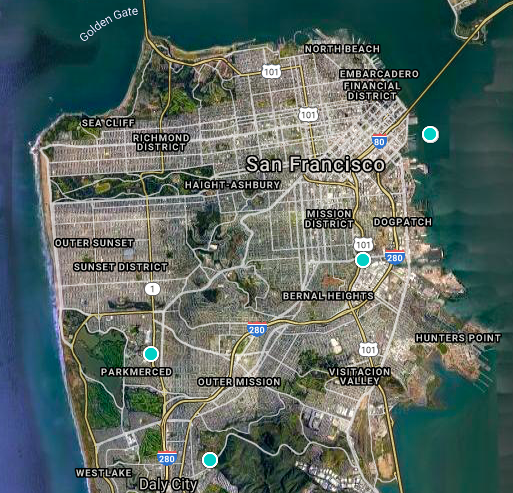 Golden Gate
NORTH BEACH
101
EMBARCADERO
FINANCIAL
DISTRICT
101
SEA CLIFF
RICHMOND
DISTRICT
80
San Francisco
HAIGHT-ASHBURY
MISSION
DISTRICT
DOGPATCH
OUTER SUNSET
101
280
SUNSET DISTRICT
1
BERNAL HEIGHTS
280
HUNTERS POINT
101
PARKMERCED
OUTER MISSION
VISITACION
VALLEY
280
WESTLAKE
Daly City